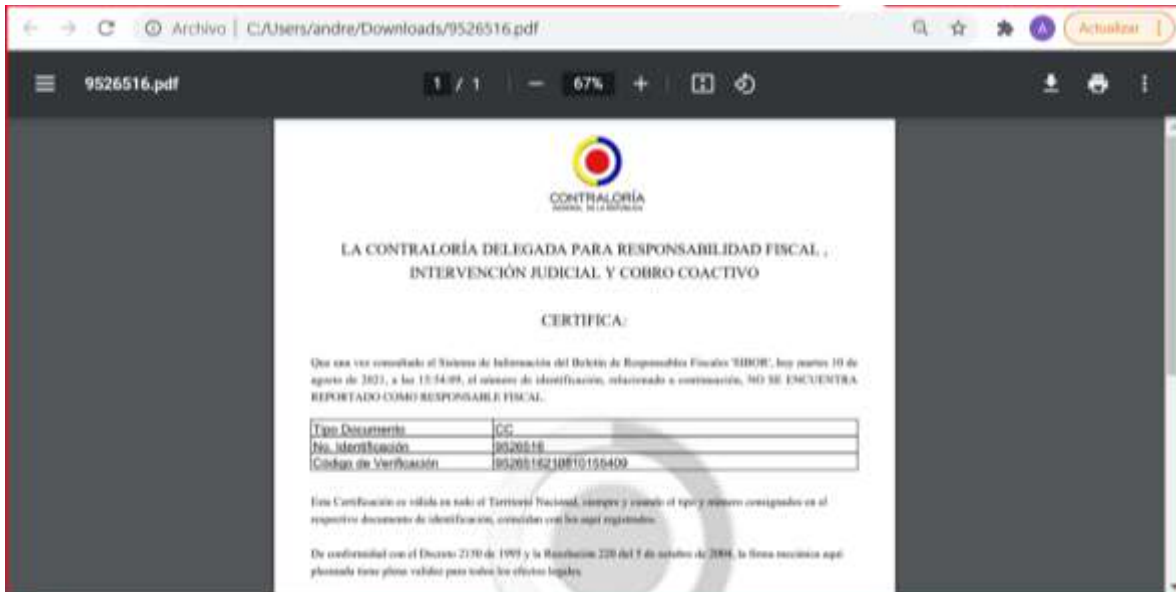 Archivo | C:/Users/andre/Downloads/9526516.pdf
A
Actualizar
9526516.pdf
1 / 1
67%
CONTRALORÍA
GENERAL DE LA REPÚBLICA
LA CONTRALORÍA DELEGADA PARA RESPONSABILIDAD FISCAL ,
INTERVENCIÓN JUDICIAL Y COBRO COACTIVO
CERTIFICA:
Que una vez consultado el Sistema de Información del Boletín de Responsables Fiscales 'SIBOR', hoy martes 10 de
agosto de 2021, a las 15:54:09, el número de identificación, relacionado a continuación, NO SE ENCUENTRA
REPORTADO COMO RESPONSABLE FISCAL.
Tipo Documento CC
No. Identificación 9526516
Código de Verificación 9526516210810155409
Esta Certificación es válida en todo el Territorio Nacional, siempre y cuando el tipo y número consignados en el
respectivo documento de identificación, coincidan con los aquí registrados.
De conformidad con el Decreto 2150 de 1995 y la Resolución 220 del 5 de octubre de 2004, la firma mecánica aquí
plasmada tiene plena validez para todos los efectos legales.